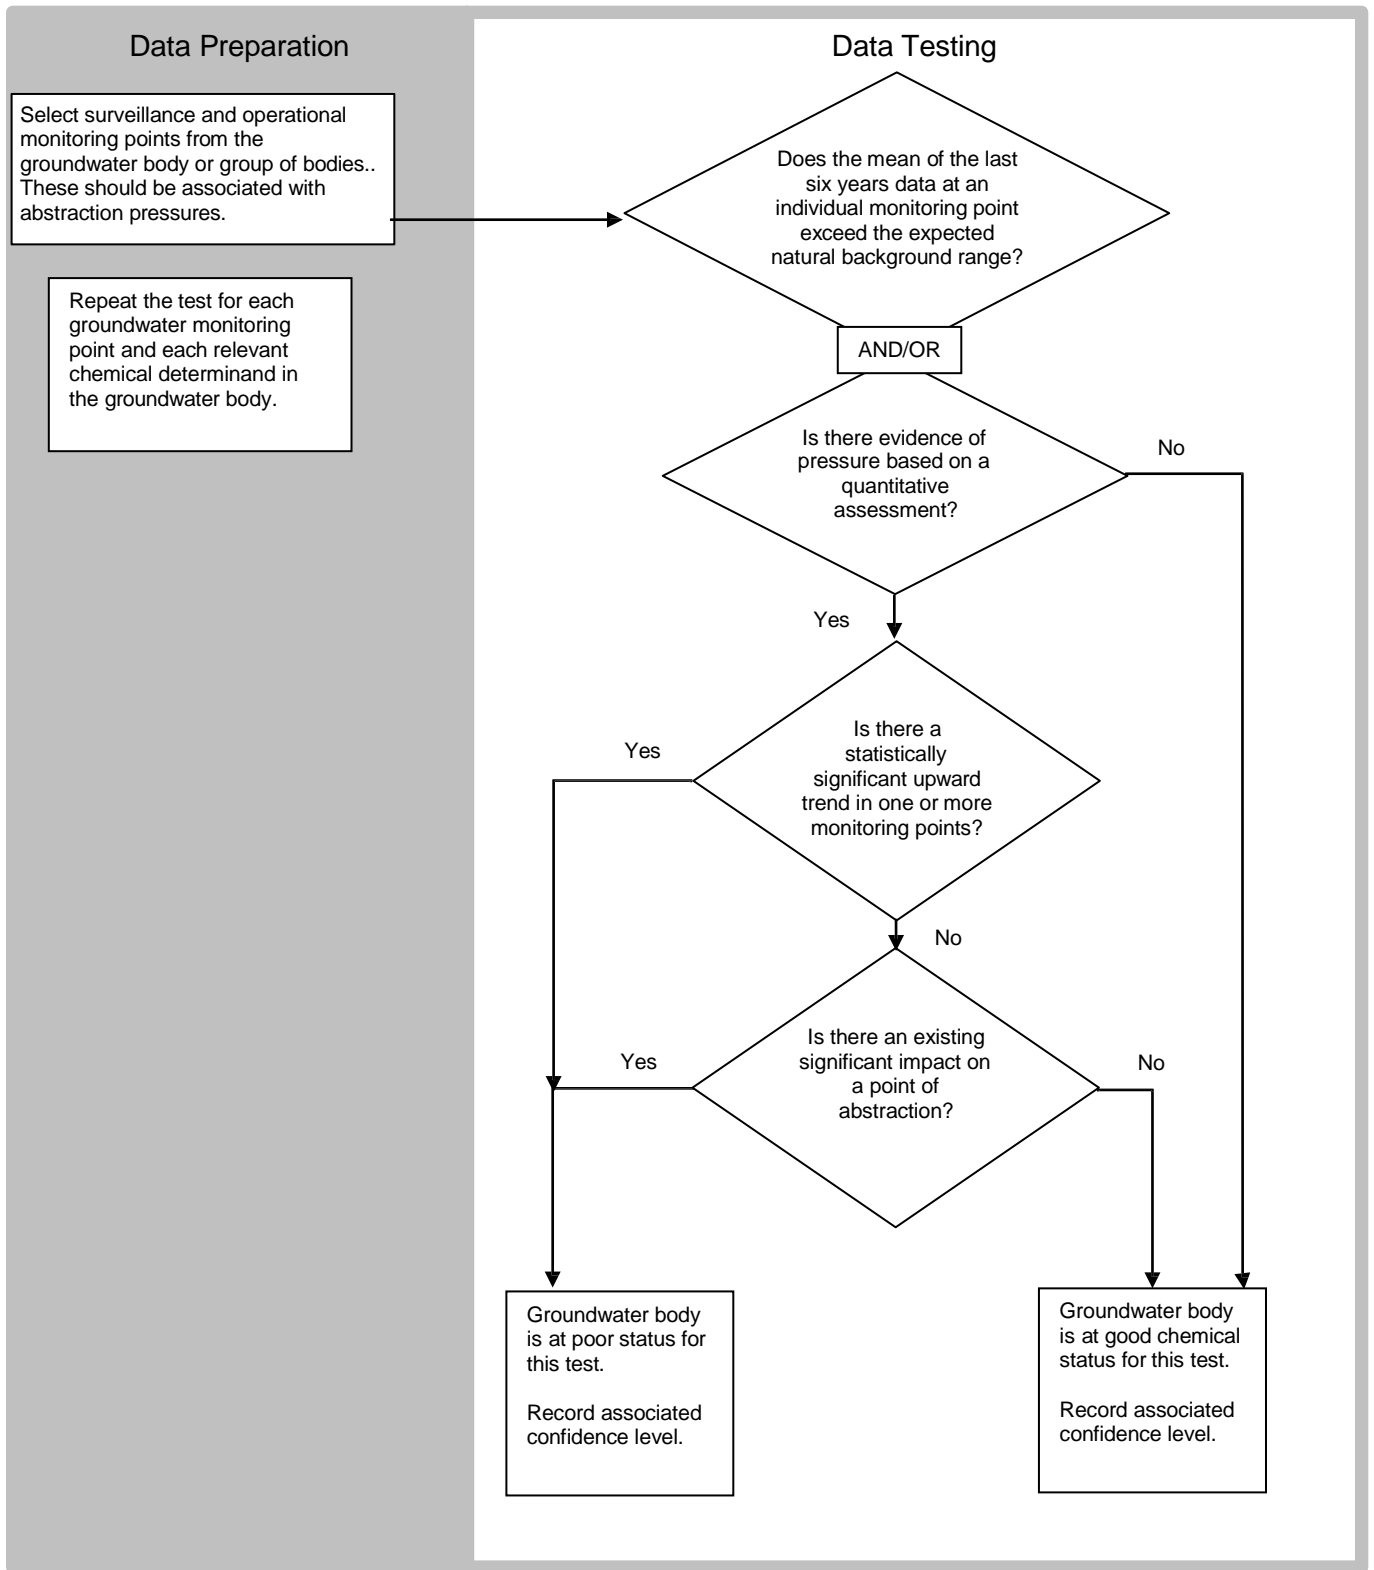 Data Preparation
Select surveillance and operational
monitoring points from the
groundwater body or group of bodies..
These should be associated with
abstraction pressures.
Repeat the test for each
groundwater monitoring
point and each relevant
chemical determinand in
the groundwater body.
Data Testing
Does the mean of the last
six years data at an
individual monitoring point
exceed the expected
natural background range?
AND/OR
Is there evidence of
pressure based on a
quantitative
assessment?
No
Yes
Is there a
statistically
significant upward
trend in one or more
monitoring points?
Yes
No
Is there an existing
significant impact on
a point of
abstraction?
Yes
No
Groundwater body
is at poor status for
this test.
Record associated
confidence level.
Groundwater body
is at good chemical
status for this test.
Record associated
confidence level.